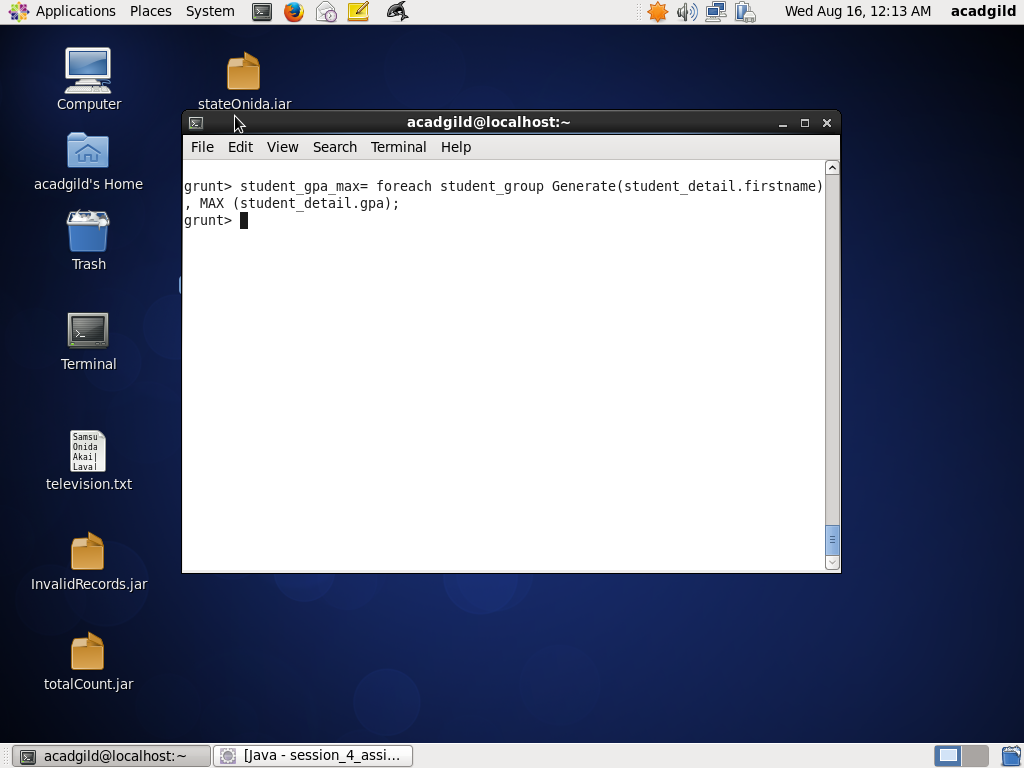 Applications Places System
Wed Aug 16, 12:13 AM acadgild
Computer
stateOnida.jar
acadgild's Home
Trash
Terminal
Samsu
Onida
Akai|
Lava|
television.txt
InvalidRecords.jar
totalCount.jar
acadgild@localhost:~
File Edit View Search Terminal Help
grunt> student_gpa_max= foreach student_group Generate(student_detail.firstname)
, MAX (student_detail.gpa);
grunt>
acadgild@localhost:~
[Java - session_4_assi...